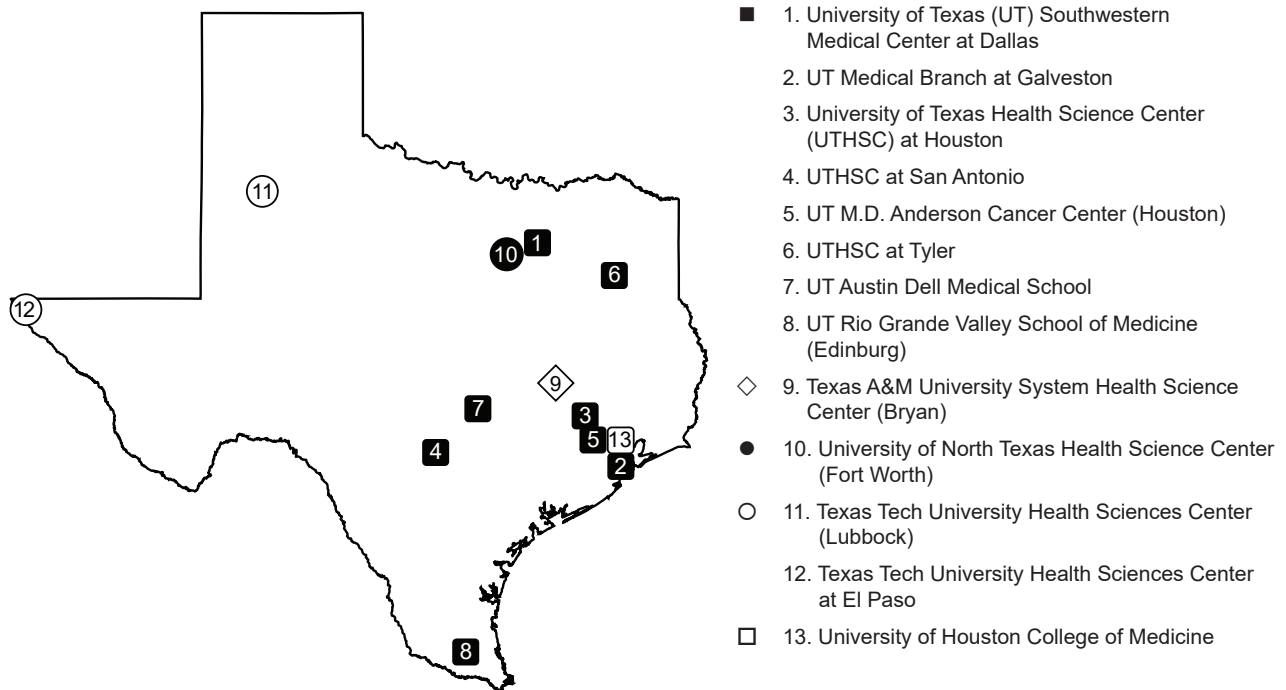 1. University of Texas (UT) Southwestern
Medical Center at Dallas
2. UT Medical Branch at Galveston
3. University of Texas Health Science Center
(UTHSC) at Houston
4. UTHSC at San Antonio
5. UT M.D. Anderson Cancer Center (Houston)
6. UTHSC at Tyler
7. UT Austin Dell Medical School
8. UT Rio Grande Valley School of Medicine
(Edinburg)
9. Texas A&M University System Health Science
Center (Bryan)
10. University of North Texas Health Science Center
(Fort Worth)
11. Texas Tech University Health Sciences Center
(Lubbock)
12. Texas Tech University Health Sciences Center
at El Paso
13. University of Houston College of Medicine
11
10
1
6
12
9
7
3
5
13
4
2
8